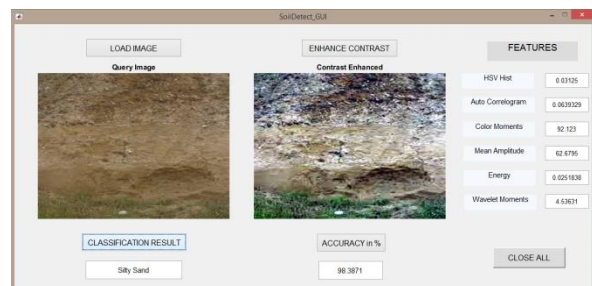 SoilDetect_GUI
LOAD IMAGE
ENHANCE CONTRAST
FEATURES
Query Image
Contrast Enhanced
HSV Hist
0.03125
Auto Correlogram
0.0639329
Color Moments
92.123
Mean Amplitude
62.6795
Energy
0.0251838
Wavelet Moments
4.53631
CLASSIFICATION RESULT
ACCURACY in %
CLOSE ALL
Silty Sand
98.3871